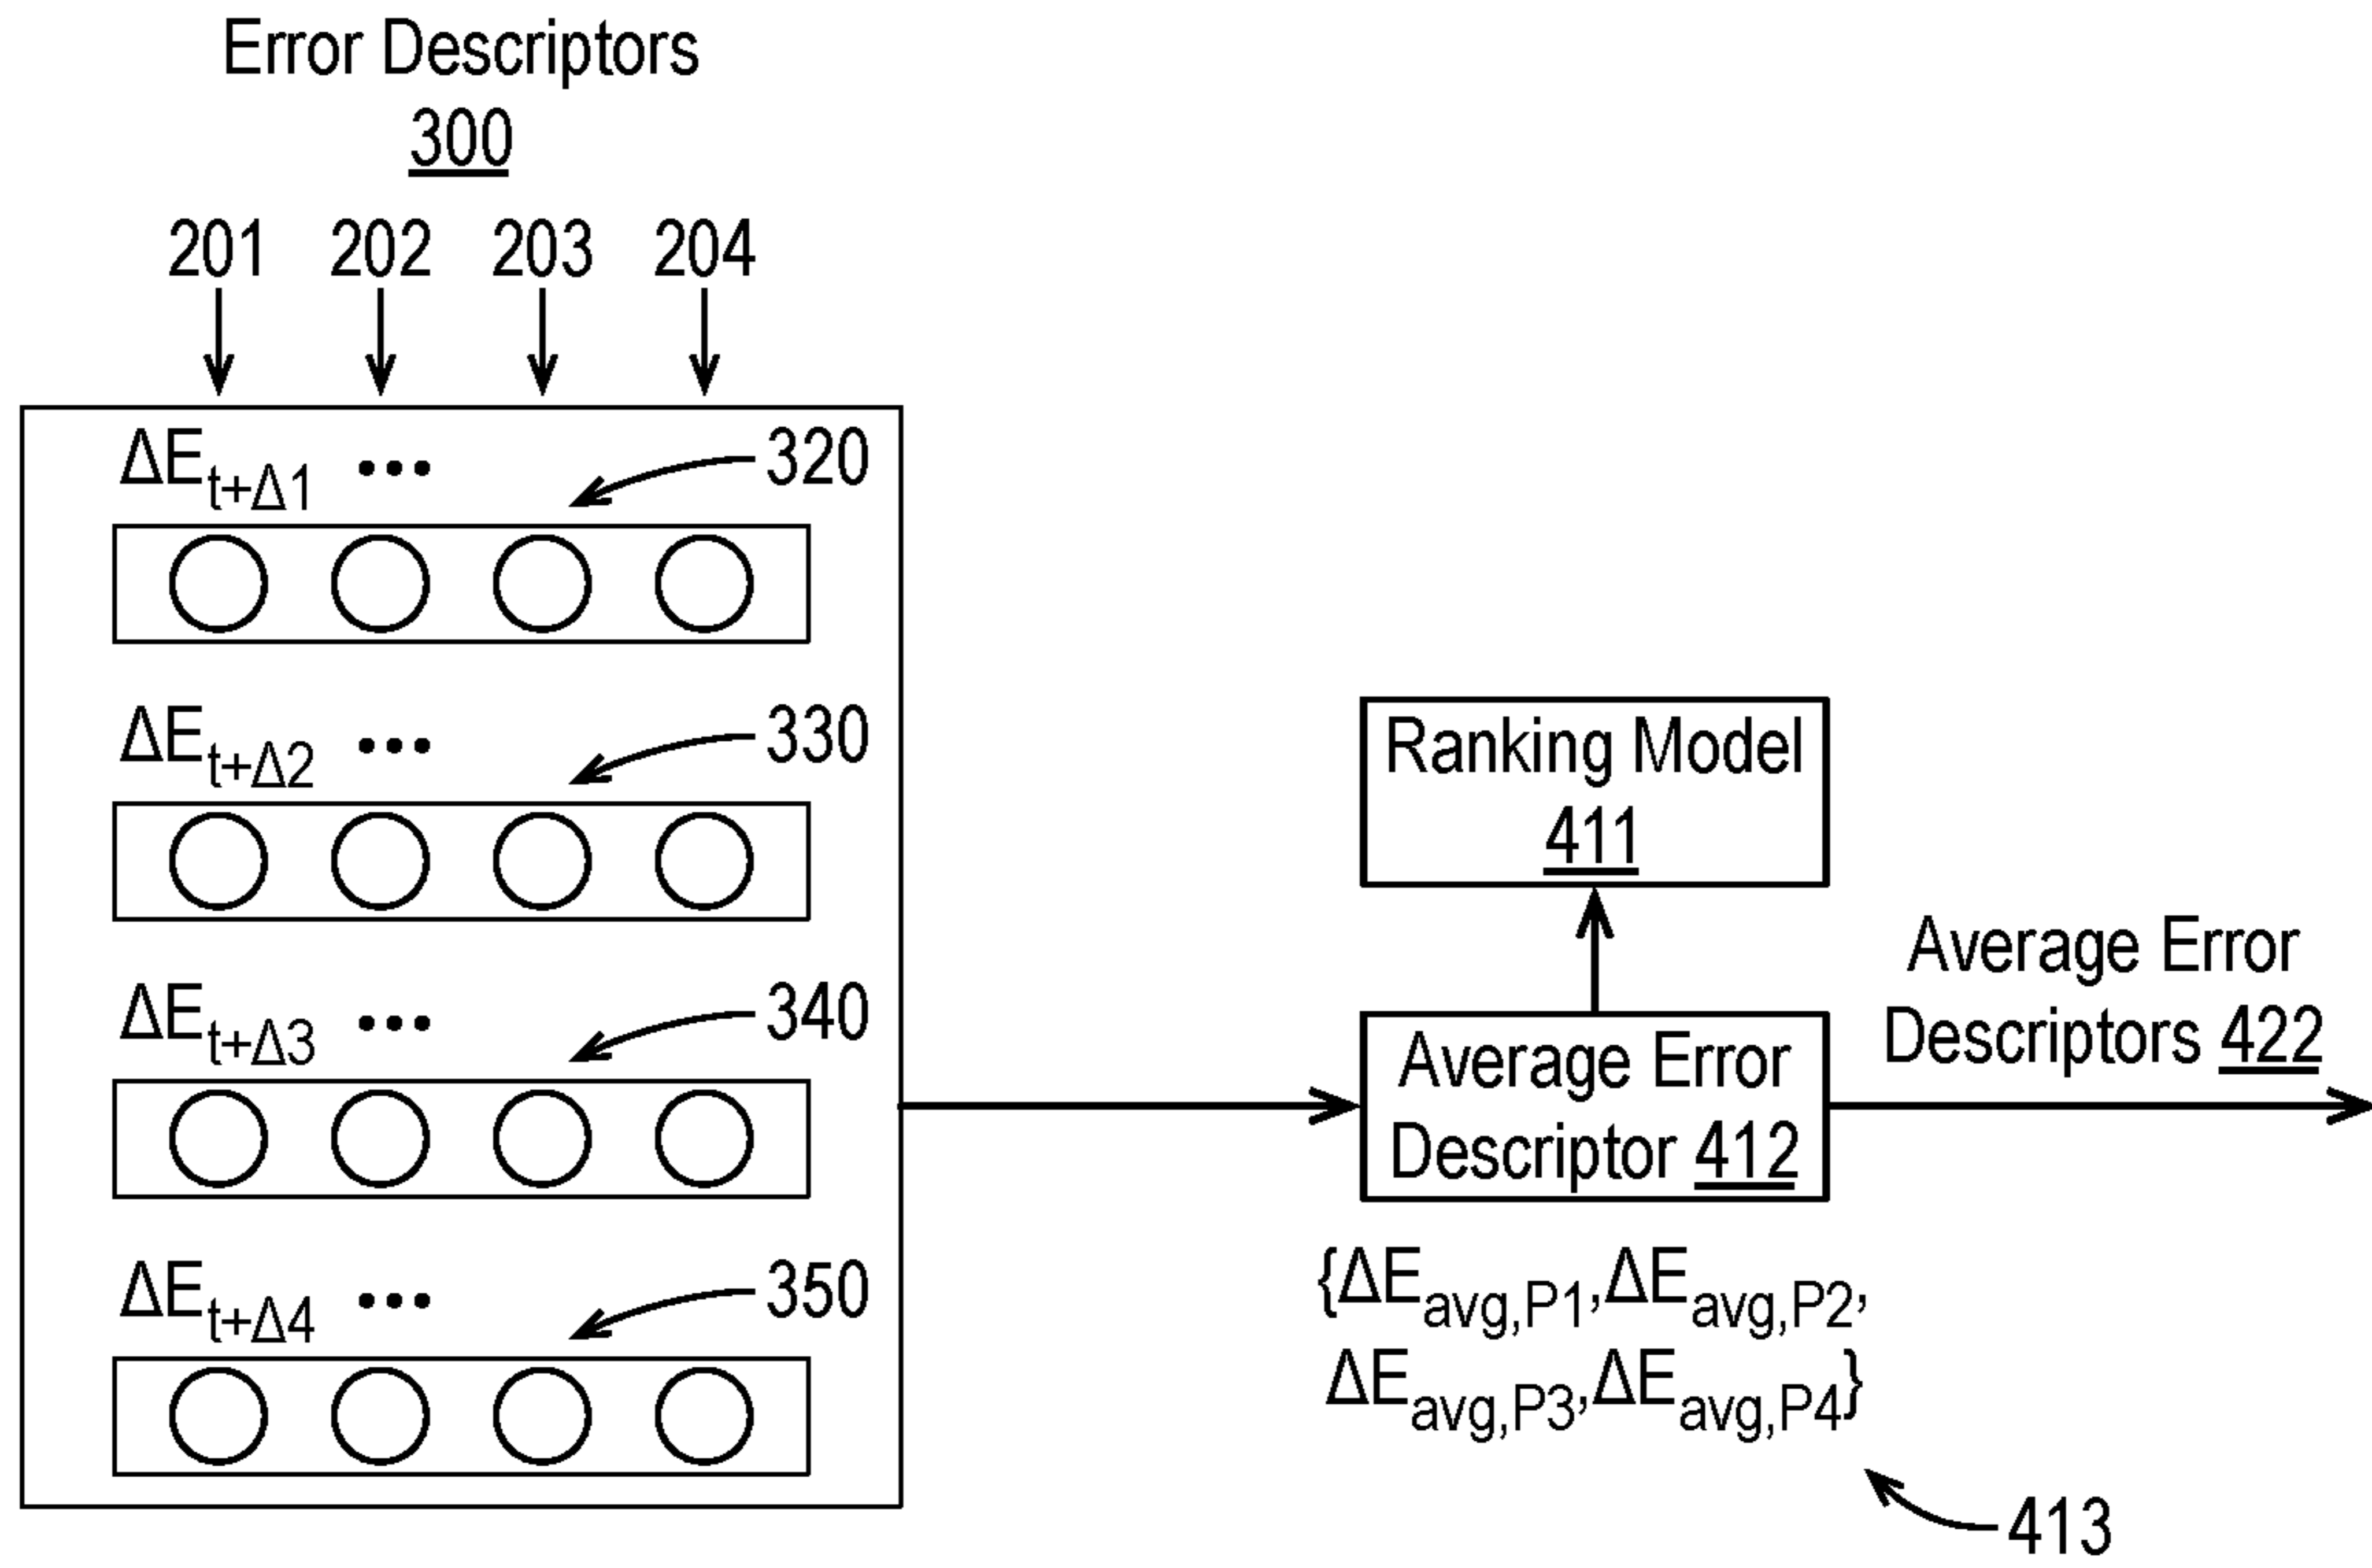 Error Descriptors
300
201 202 203 204
ΔEt+Δ1 ••• 320
ΔEt+Δ2 ••• 330
ΔEt+Δ3 ••• 340
ΔEt+Δ4 ••• 350
Ranking Model
411
Average Error
Descriptor 412
{ΔEavg,P1,ΔEavg,P2,
ΔEavg,P3,ΔEavg,P4}
413
Average Error
Descriptors 422